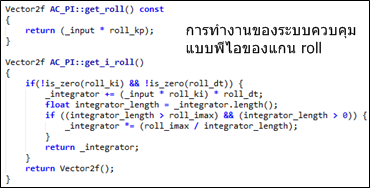 Vector2f AC_PI::get_roll() const
{
    return (_input * roll_kp);
}
การทำงานของระบบควบคุม
แบบพีไอของแกน roll
Vector2f AC_PI::get_i_roll()
{
    if(!is_zero(roll_ki) && !is_zero(roll_dt)) {
        _integrator += (_input * roll_ki) * roll_dt;
        float integrator_length = _integrator.length();
        if ((integrator_length > roll_imax) && (integrator_length > 0)) {
            _integrator *= (roll_imax / integrator_length);
        }
        return _integrator;
    }
    return Vector2f();
}